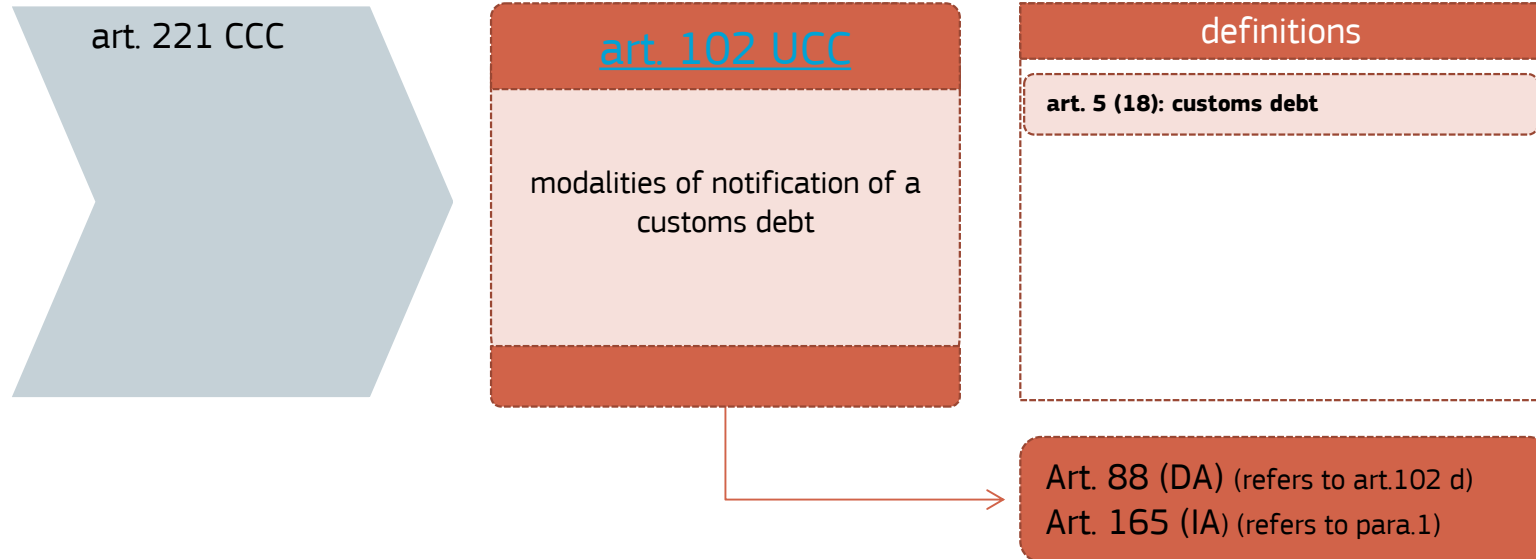 art. 221 CCC
art. 102 UCC
modalities of notification of a
customs debt
definitions
art. 5 (18): customs debt
Art. 88 (DA) (refers to art.102 d)
Art. 165 (IA) (refers to para.1)